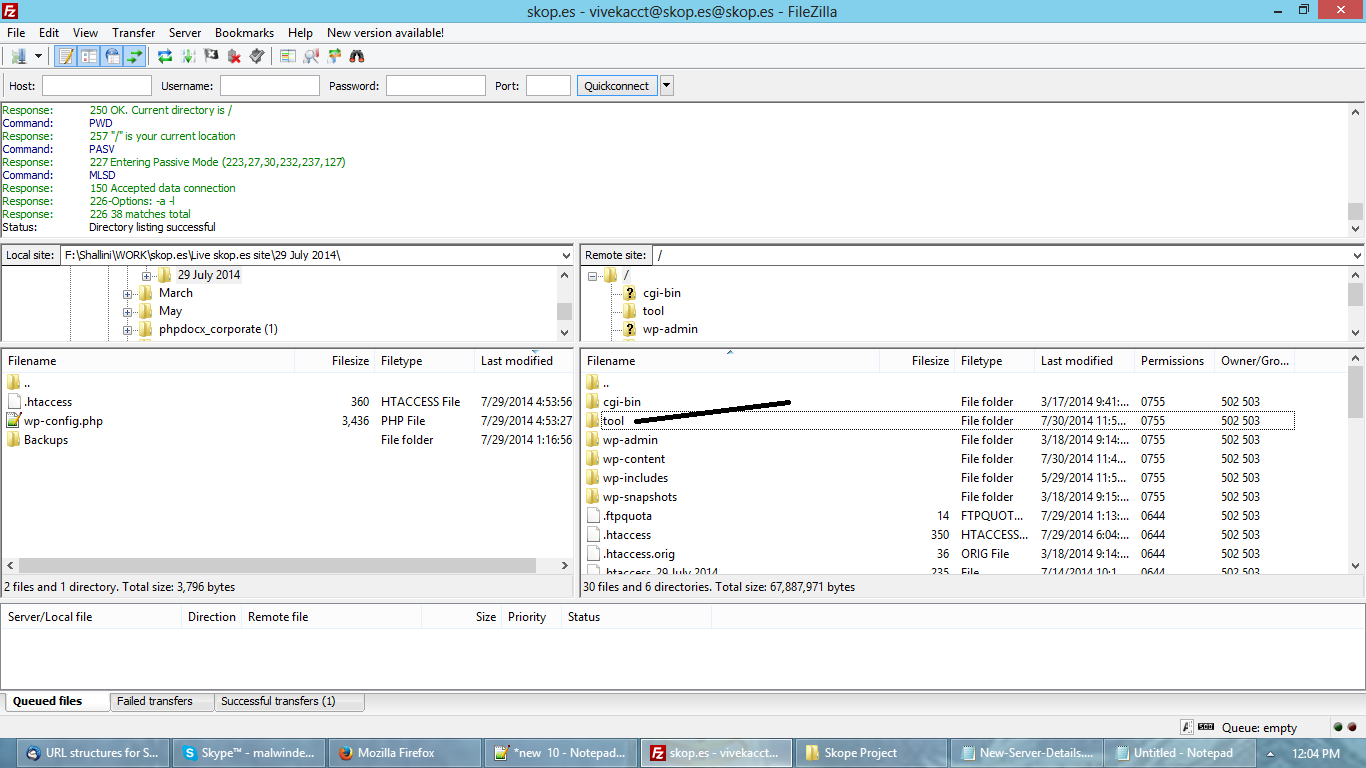 skop.es - vivekacct@skop.es@skop.es - FileZilla
File Edit View Transfer Server Bookmarks Help New version available!
Host: Username: Password: Port: Quickconnect
Response: 250 OK. Current directory is /
Command: PWD
Response: 257 "/" is your current location
Command: PASV
Response: 227 Entering Passive Mode (223,27,30,232,237,127)
Command: MLSD
Response: 150 Accepted data connection
Response: 226-Options: -a -l
Response: 226 38 matches total
Status: Directory listing successful
Local site: F:\Shallini\WORK\skop.es\Live skop.es site\29 July 2014\
29 July 2014
March
May
phpdocx_corporate (1)
Filename Filesize Filetype Last modified
..
.htaccess 360 HTACCESS File 7/29/2014 4:53:56
wp-config.php 3,436 PHP File 7/29/2014 4:53:27
Backups File folder 7/29/2014 1:16:56
2 files and 1 directory. Total size: 3,796 bytes
Remote site: /
/
cgi-bin
tool
wp-admin
Filename Filesize Filetype Last modified Permissions Owner/Gro...
..
cgi-bin File folder 3/17/2014 9:41:... 0755 502 503
tool File folder 7/30/2014 11:5... 0755 502 503
wp-admin File folder 3/18/2014 9:14:... 0755 502 503
wp-content File folder 7/30/2014 11:4... 0755 502 503
wp-includes File folder 5/29/2014 11:5... 0755 502 503
wp-snapshots File folder 3/18/2014 9:15:... 0755 502 503
.ftpquota 14 FTPQUOT... 7/29/2014 1:13:... 0644 502 503
.htaccess 350 HTACCESS... 7/29/2014 6:04:... 0644 502 503
.htaccess.orig 36 ORIG File 3/18/2014 9:14:... 0644 502 503
.htaccess_29 July 2014 235 File 7/14/2014 10:1... 0644 502 503
30 files and 6 directories. Total size: 67,887,971 bytes
Server/Local file Direction Remote file Size Priority Status
Queued files Failed transfers Successful transfers (1)
Queue: empty
URL structures for S... Skype™ - malwinde... Mozilla Firefox *new 10 - Notepad... skop.es - vivekacct... Skope Project New-Server-Details.... Untitled - Notepad 12:04 PM